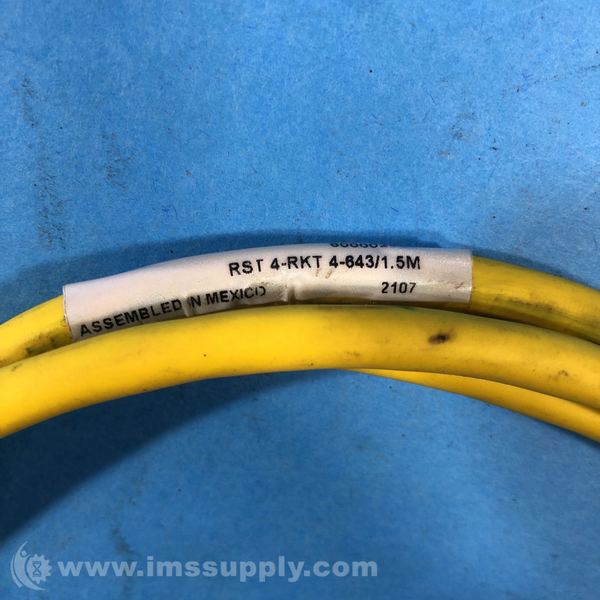 RST 4-RKT 4-643/1.5M
ASSEMBLED IN MEXICO 2107
www.imssupply.com